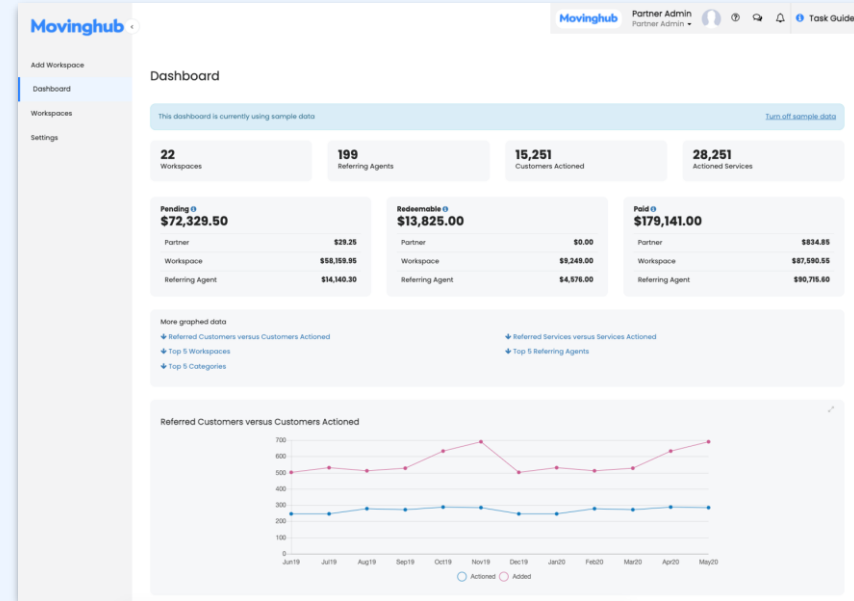 Movinghub
Movinghub Partner Admin
Partner Admin
Task Guide
Add Workspace
Dashboard
Workspaces
Settings
Dashboard
This dashboard is currently using sample data Turn off sample data
22 199 15,251 28,251
Workspaces Referring Agents Customers Actioned Actioned Services
Pending Redeemable Paid
$72,329.50 $13,825.00 $179,141.00
Partner $29.25 Partner $0.00 Partner $834.85
Workspace $58,159.95 Workspace $9,249.00 Workspace $87,590.55
Referring Agent $14,140.30 Referring Agent $4,576.00 Referring Agent $90,715.60
More graphed data
Referred Customers versus Customers Actioned Referred Services versus Services Actioned
Top 5 Workspaces Top 5 Referring Agents
Top 5 Categories
Referred Customers versus Customers Actioned
700
600
500
400
300
200
100
0
Jun19 Jul19 Aug19 Sep19 Oct19 Nov19 Dec19 Jan20 Feb20 Mar20 Apr20 May20
Actioned Added